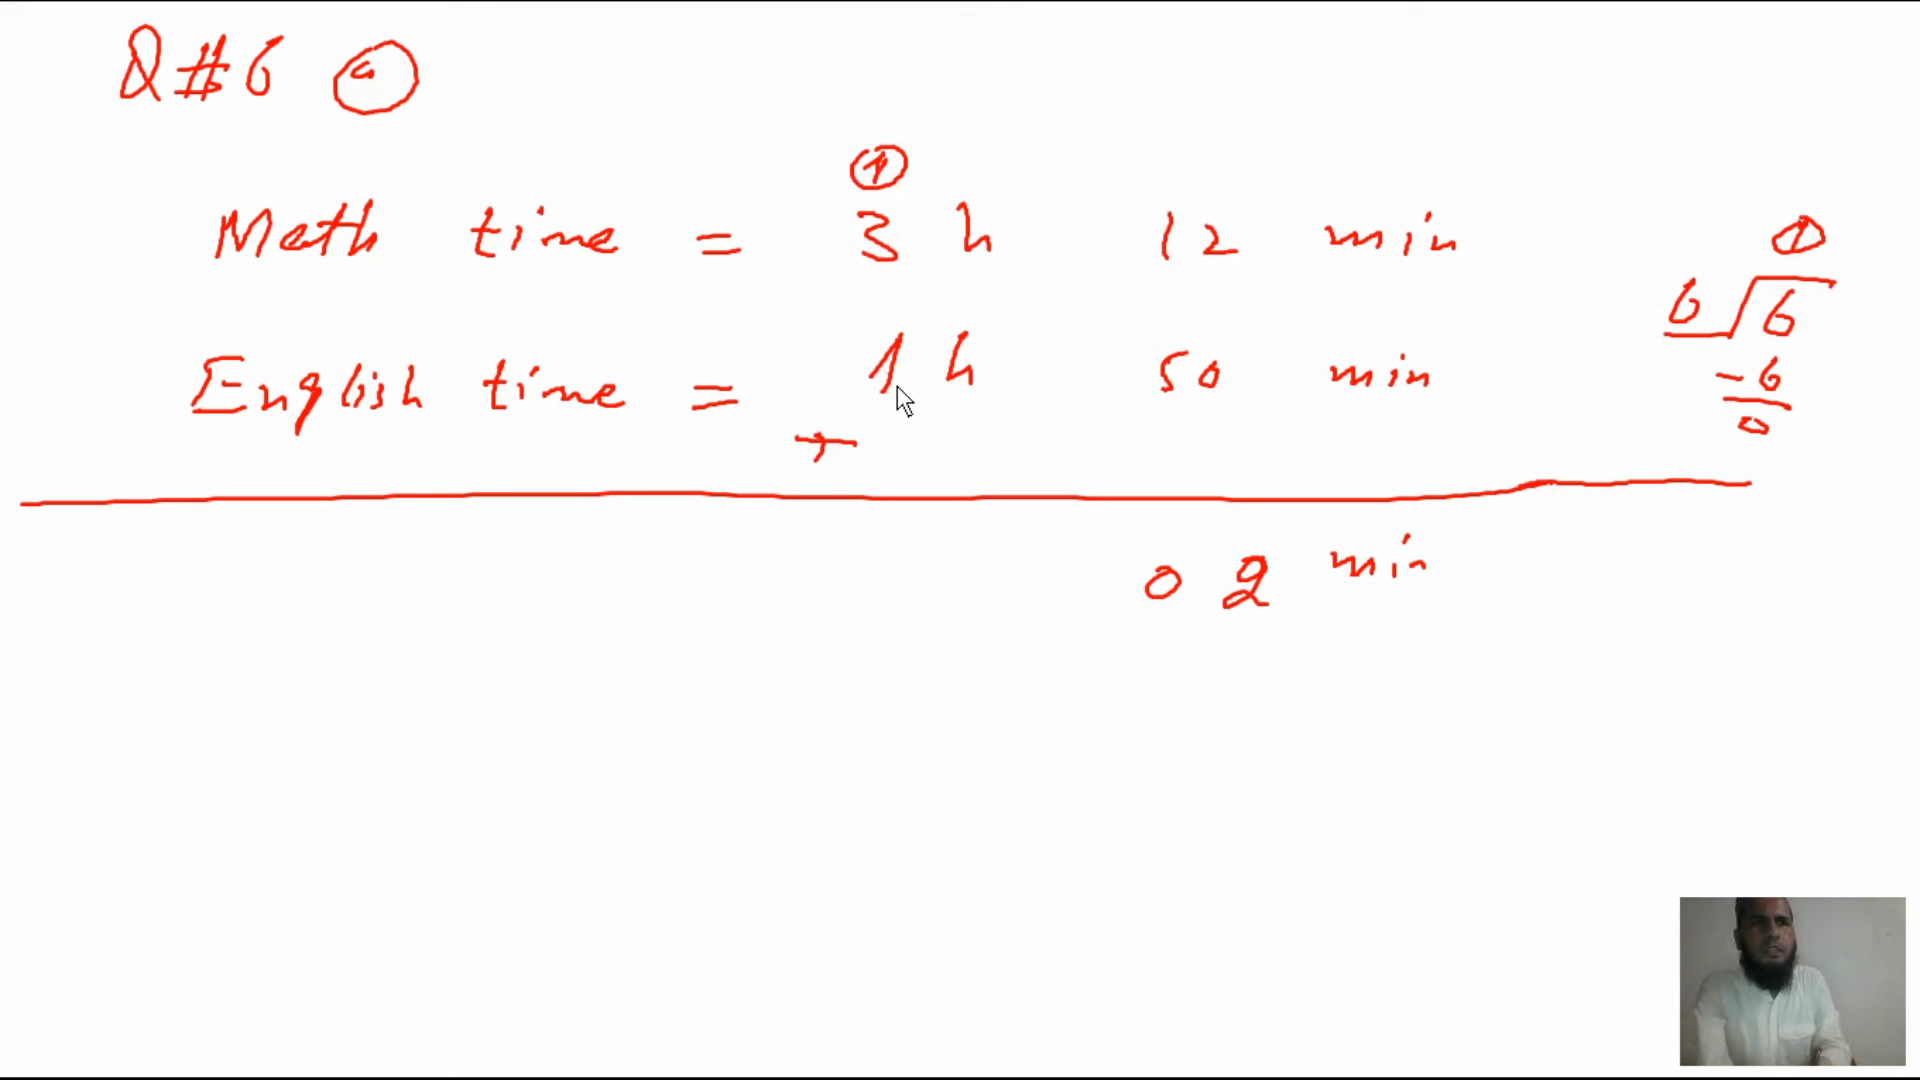 Q#6 a
1
Math time = 3 h 12 min
English time = 1 h 50 min
+
02 min
1
6 √6
-6
0